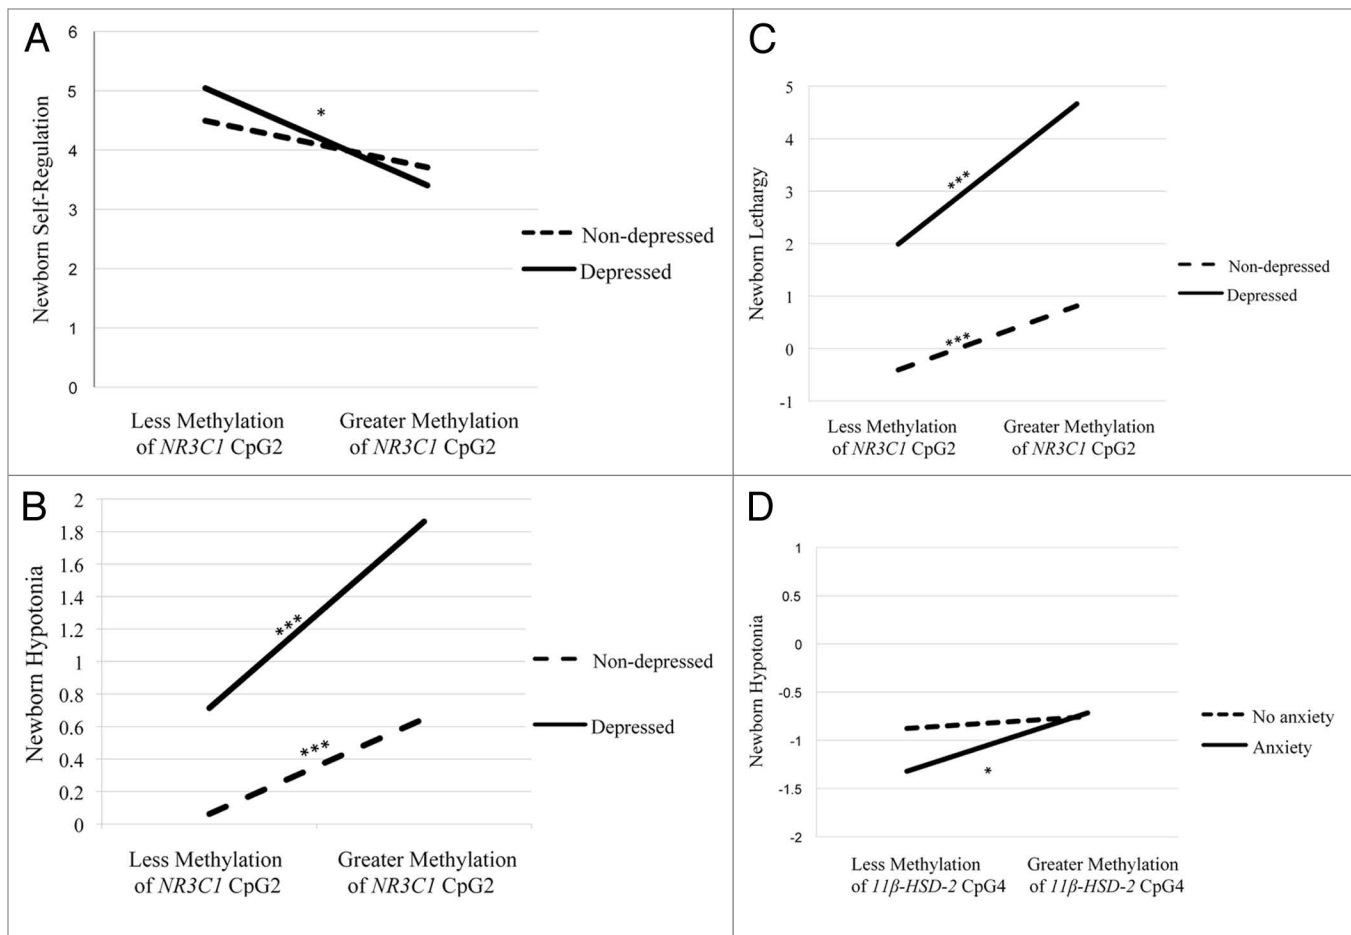 A
6
5
4
3
2
1
0
Newborn Self-Regulation
*
Less Methylation
of NR3C1 CpG2
Greater Methylation
of NR3C1 CpG2
Non-depressed
Depressed
C
5
4
3
2
1
0
-1
Newborn Lethargy
***
***
Less Methylation
of NR3C1 CpG2
Greater Methylation
of NR3C1 CpG2
Non-depressed
Depressed
B
2
1.8
1.6
1.4
1.2
1
0.8
0.6
0.4
0.2
0
Newborn Hypotonia
***
***
Less Methylation
of NR3C1 CpG2
Greater Methylation
of NR3C1 CpG2
Non-depressed
Depressed
D
1
0.5
0
-0.5
-1
-1.5
-2
Newborn Hypotonia
*
Less Methylation
of 11β-HSD-2 CpG4
Greater Methylation
of 11β-HSD-2 CpG4
No anxiety
Anxiety